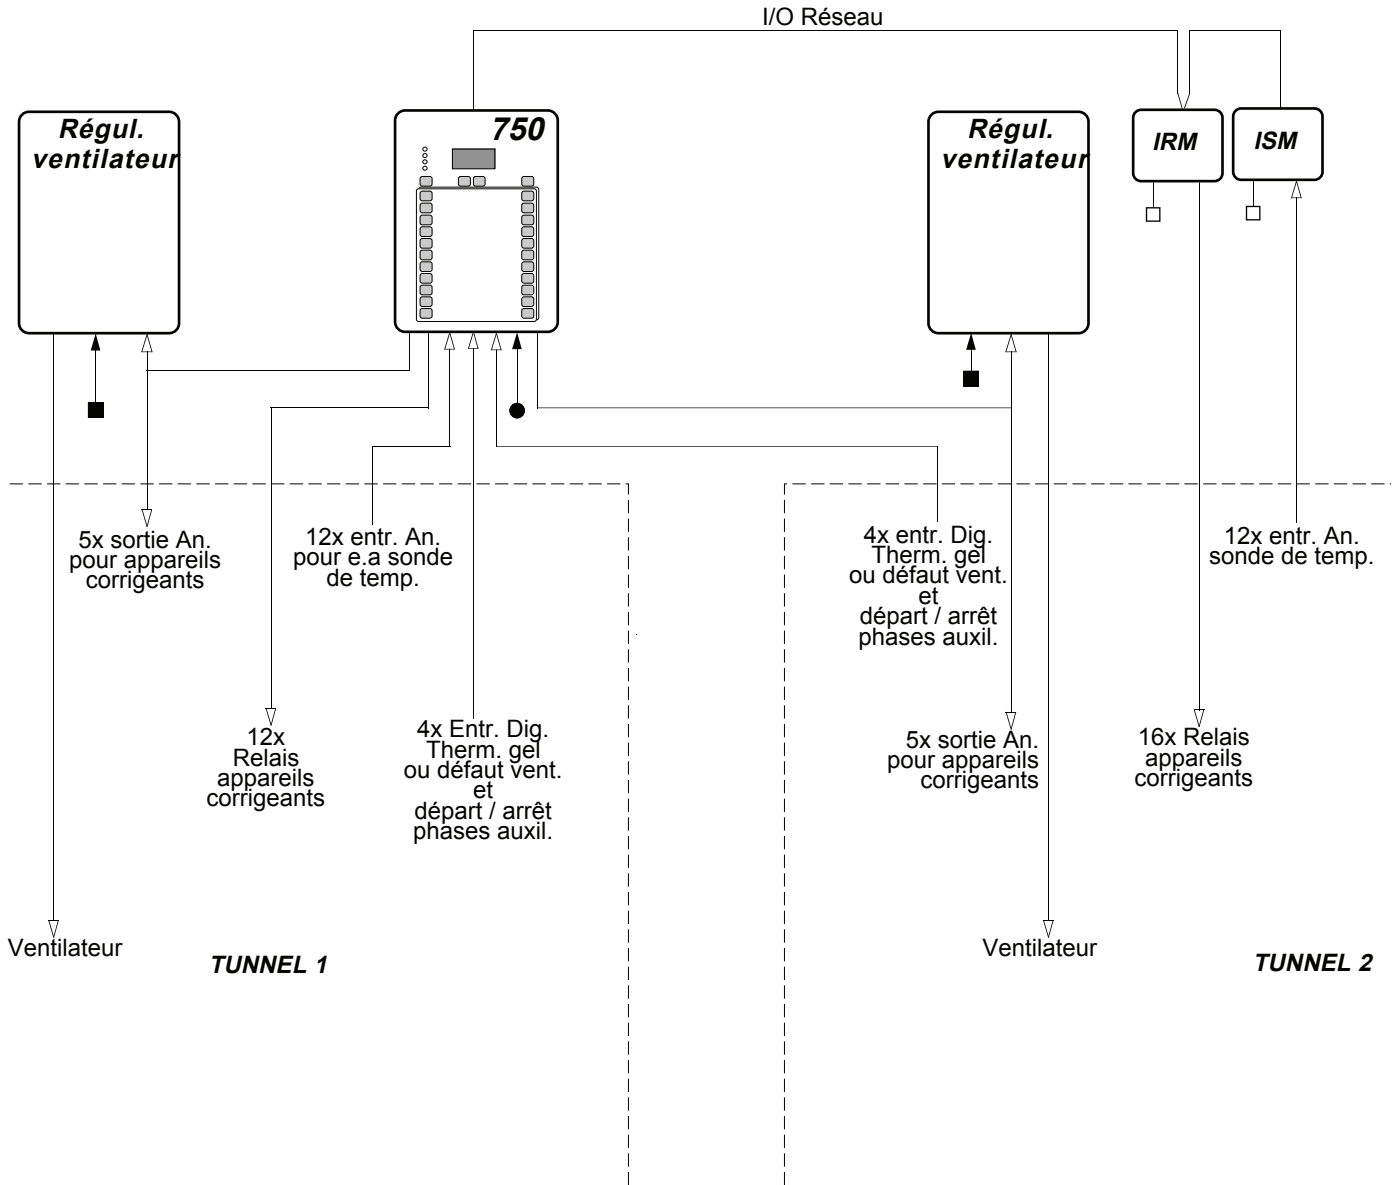 I/O Réseau
Régul.
ventilateur
750
Régul.
ventilateur
IRM
ISM
5x sortie An.
pour appareils
corrigeants
12x entr. An.
pour e.a sonde
de temp.
4x entr. Dig.
Therm. gel
ou défaut vent.
et
départ / arrêt
phases auxil.
12x entr. An.
sonde de temp.
12x
Relais
appareils
corrigeants
4x Entr. Dig.
Therm. gel
ou défaut vent.
et
départ / arrêt
phases auxil.
5x sortie An.
pour appareils
corrigeants
16x Relais
appareils
corrigeants
Ventilateur
TUNNEL 1
Ventilateur
TUNNEL 2